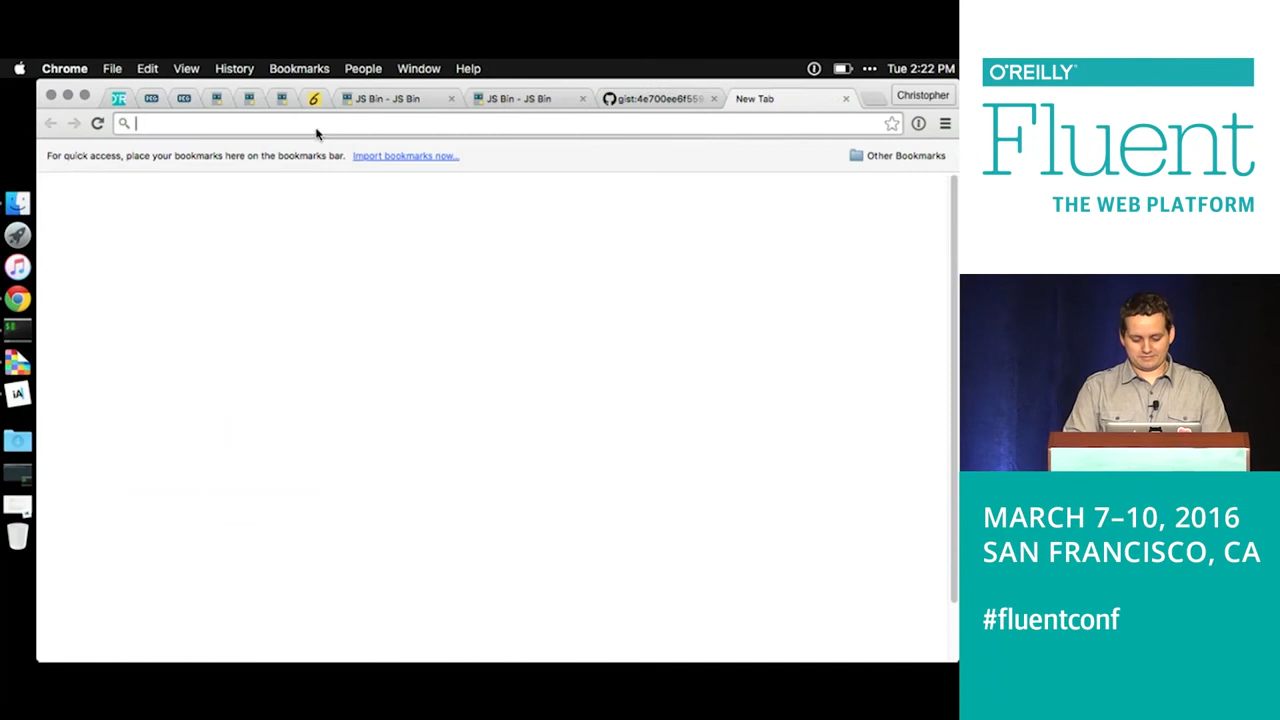 Chrome File Edit View History Bookmarks People Window Help Tue 2:22 PM
JS Bin - JS Bin JS Bin - JS Bin gist:4e700ee6f559 New Tab Christopher
For quick access, place your bookmarks here on the bookmarks bar. Import bookmarks now... Other Bookmarks
O'REILLY®
Fluent
THE WEB PLATFORM
MARCH 7–10, 2016
SAN FRANCISCO, CA
#fluentconf